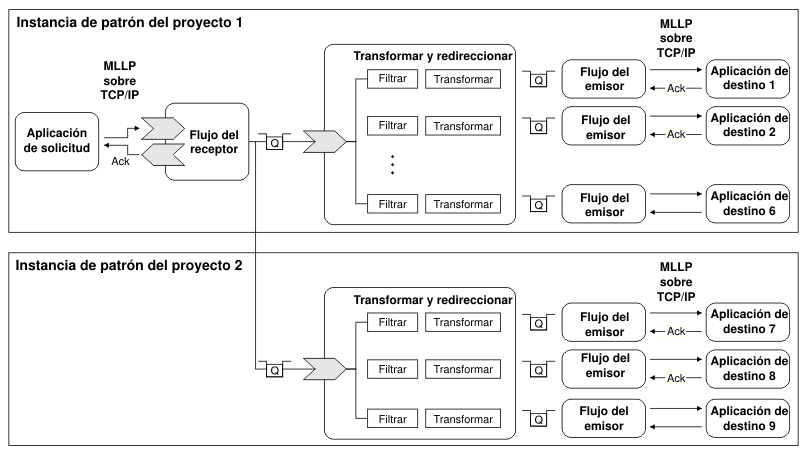 Instancia de patrón del proyecto 1
MLLP
sobre
TCP/IP
Aplicación
de solicitud
Ack
Flujo del
receptor
Q
Transformar y redireccionar
Filtrar
Transformar
Filtrar
Transformar
Filtrar
Transformar
Q
Q
Q
Flujo del
emisor
Flujo del
emisor
Flujo del
emisor
MLLP
sobre
TCP/IP
Ack
Ack
Aplicación de
destino 1
Aplicación de
destino 2
Aplicación de
destino 6
Instancia de patrón del proyecto 2
Q
Transformar y redireccionar
Filtrar
Transformar
Filtrar
Transformar
Filtrar
Transformar
Q
Q
Q
Flujo del
emisor
Flujo del
emisor
Flujo del
emisor
MLLP
sobre
TCP/IP
Ack
Ack
Aplicación de
destino 7
Aplicación de
destino 8
Aplicación de
destino 9